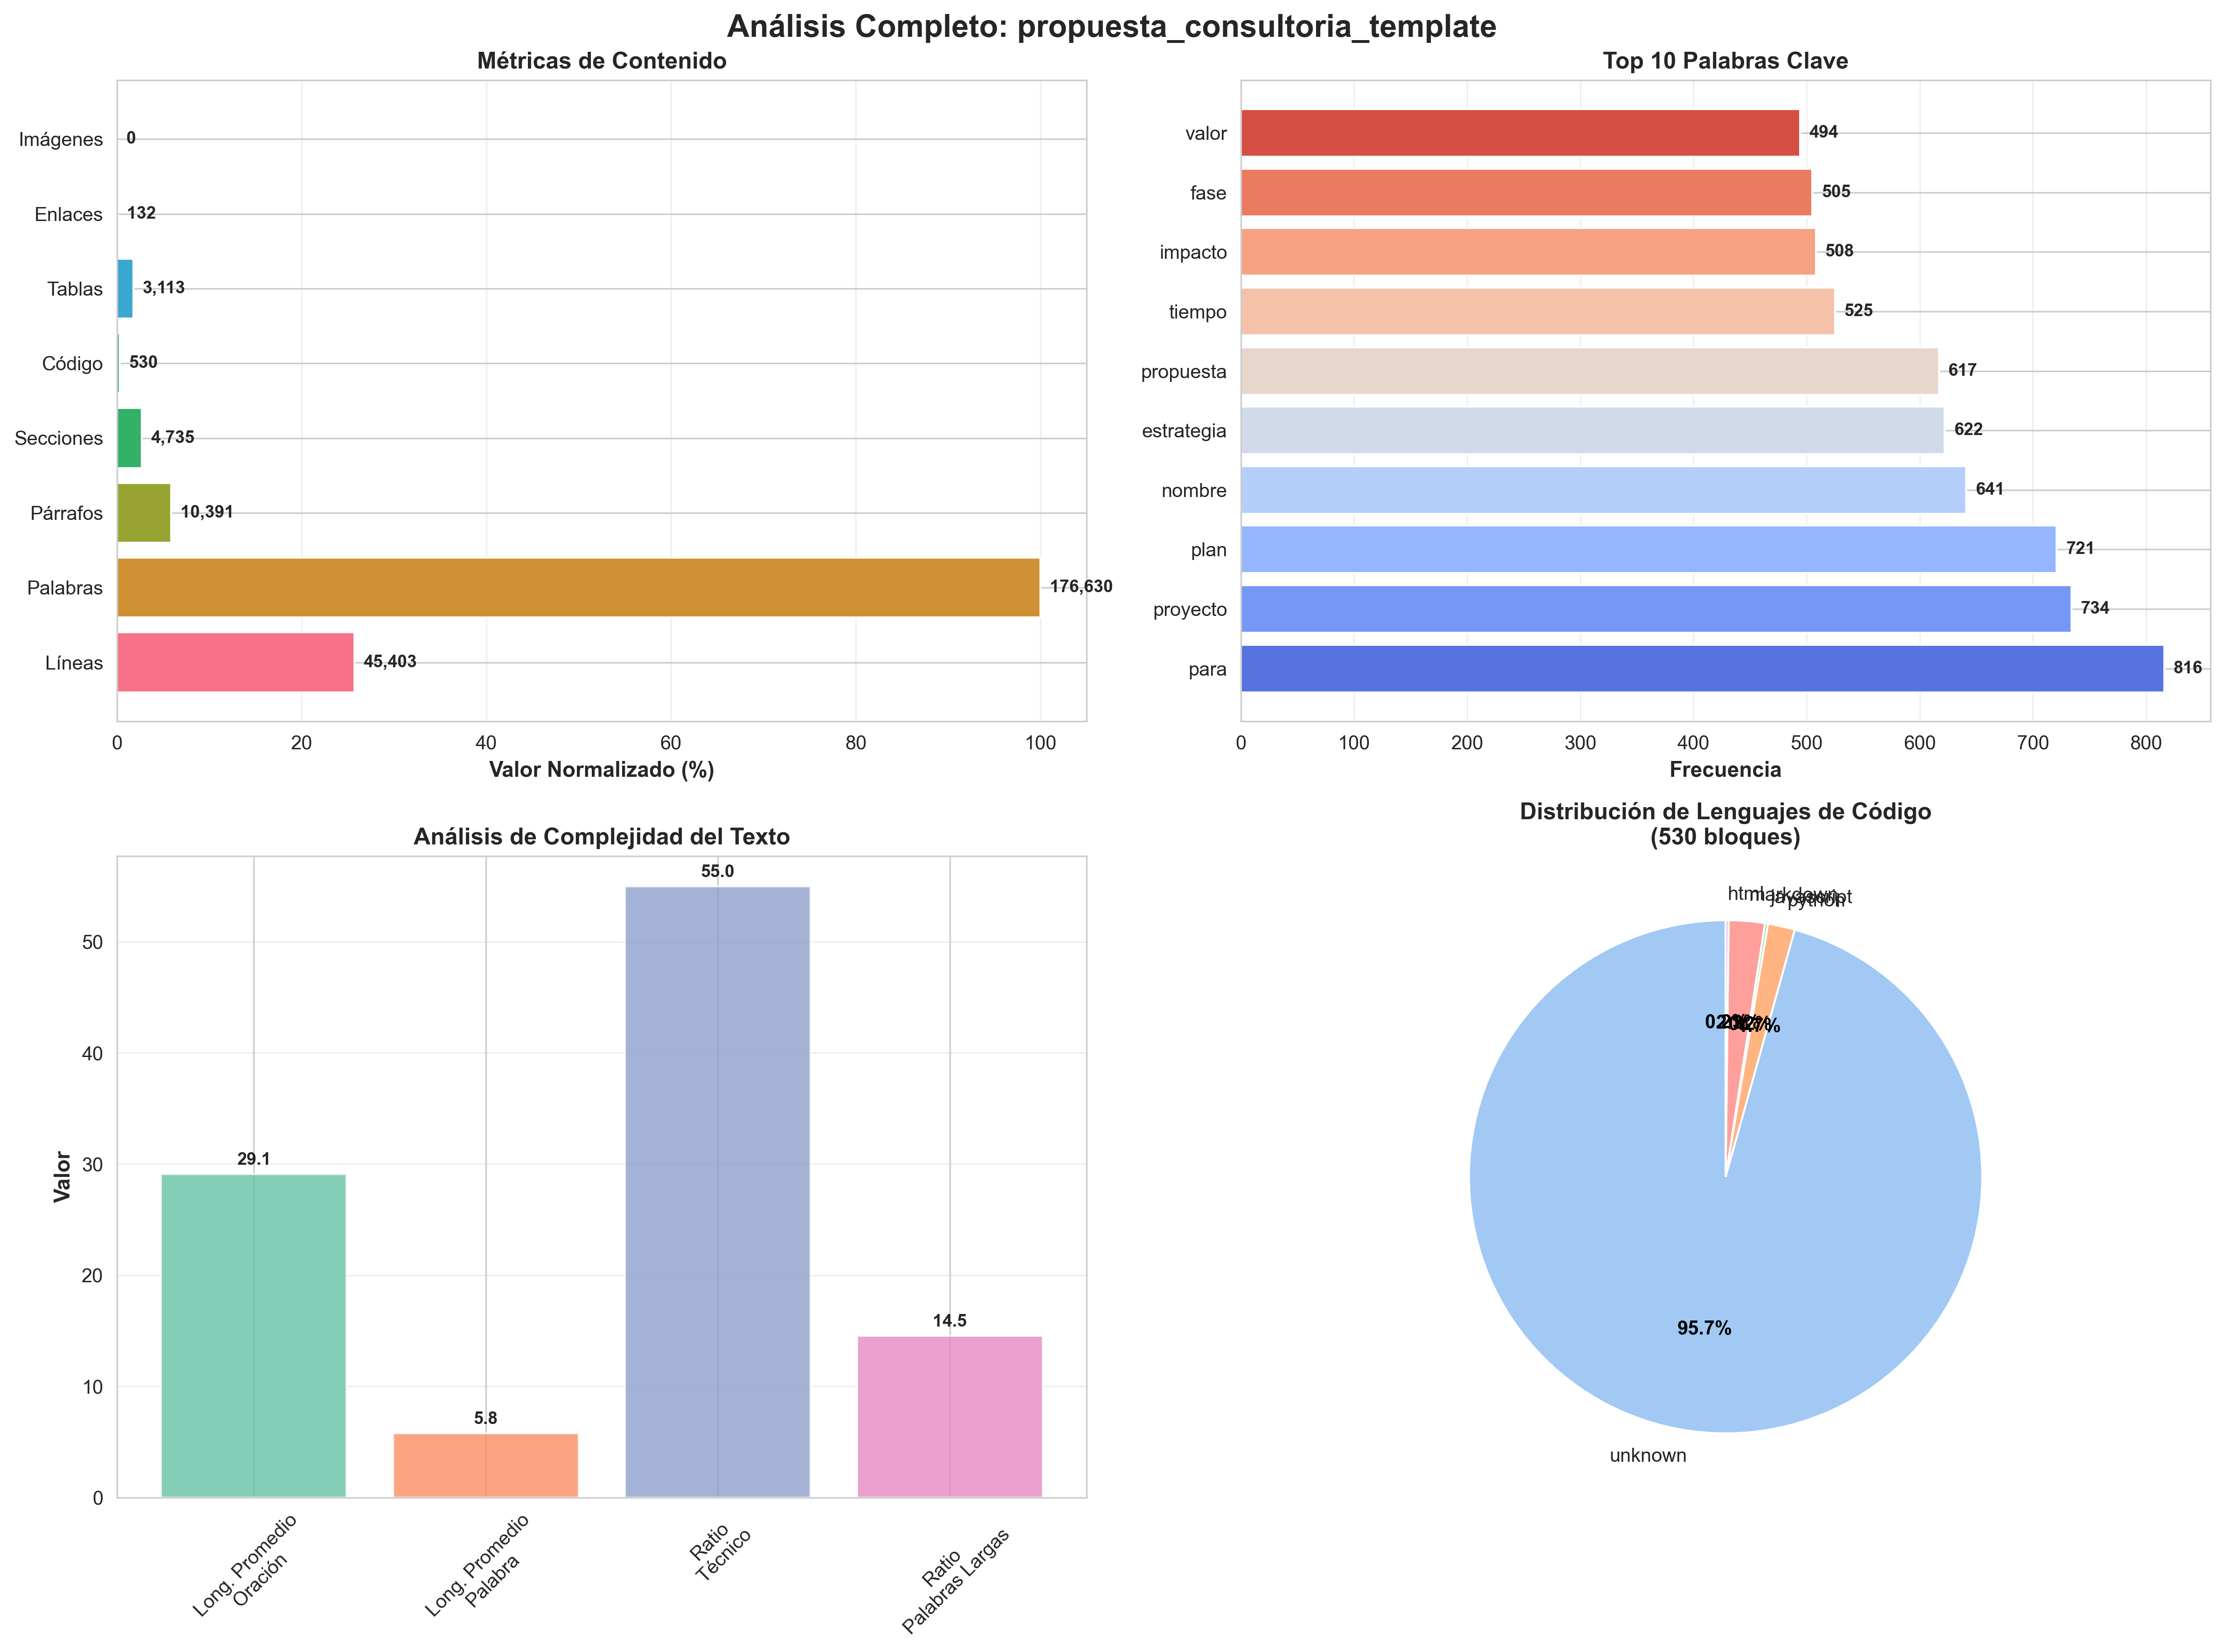 Análisis Completo: propuesta_consultoria_template
Métricas de Contenido
Imágenes
0
Enlaces
132
Tablas
3,113
Código
530
Secciones
4,735
Párrafos
10,391
Palabras
176,630
Líneas
45,403
0 20 40 60 80 100
Valor Normalizado (%)
Top 10 Palabras Clave
valor
494
fase
505
impacto
508
tiempo
525
propuesta
617
estrategia
622
nombre
641
plan
721
proyecto
734
para
816
0 100 200 300 400 500 600 700 800
Frecuencia
Análisis de Complejidad del Texto
Valor
50
40
30
20
10
0
29.1
5.8
55.0
14.5
Long. Promedio
Oración
Long. Promedio
Palabra
Ratio
Técnico
Ratio
Palabras Largas
Distribución de Lenguajes de Código
(530 bloques)
html
markdown
javascript
python
95.7%
unknown